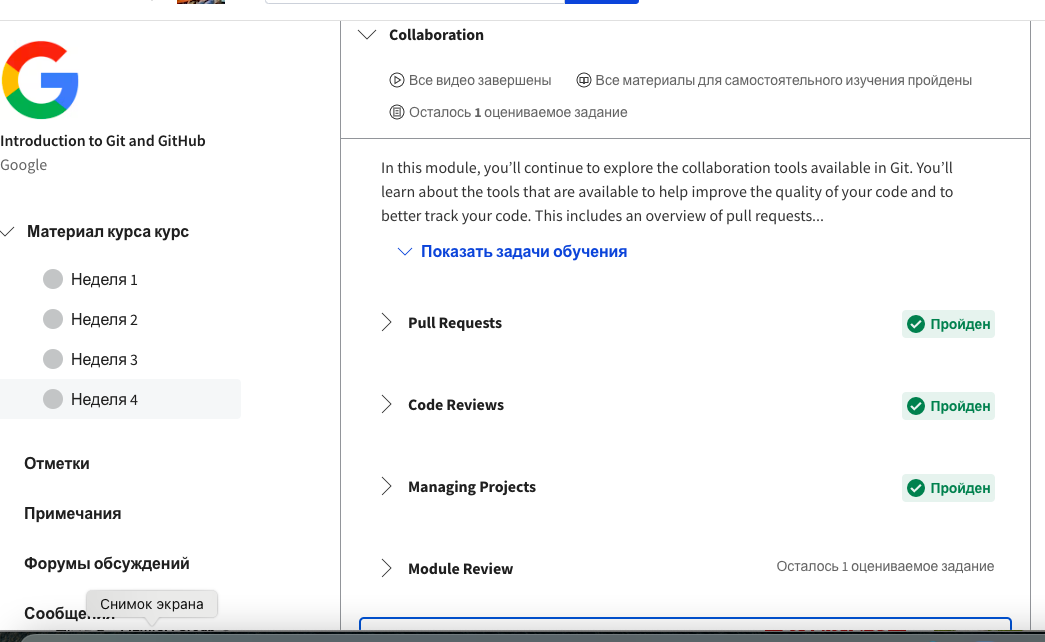 Collaboration
Все видео завершены
Все материалы для самостоятельного изучения пройдены
Осталось 1 оцениваемое задание
Introduction to Git and GitHub
Google
Материал курса курс
Неделя 1
Неделя 2
Неделя 3
Неделя 4
Отметки
Примечания
Форумы обсуждений
Снимок экрана
In this module, you’ll continue to explore the collaboration tools available in Git. You’ll
learn about the tools that are available to help improve the quality of your code and to
better track your code. This includes an overview of pull requests...
Показать задачи обучения
Pull Requests
Пройден
Code Reviews
Пройден
Managing Projects
Пройден
Module Review
Осталось 1 оцениваемое задание